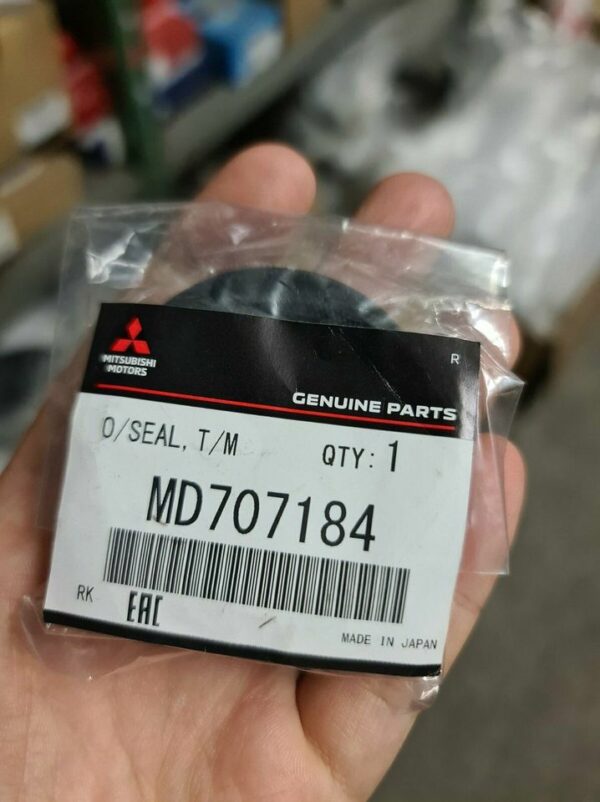 MITSUBISHI
MOTORS
R
GENUINE PARTS
O/SEAL, T/M
QTY: 1
MD707184
RK
EAC
MADE IN JAPAN